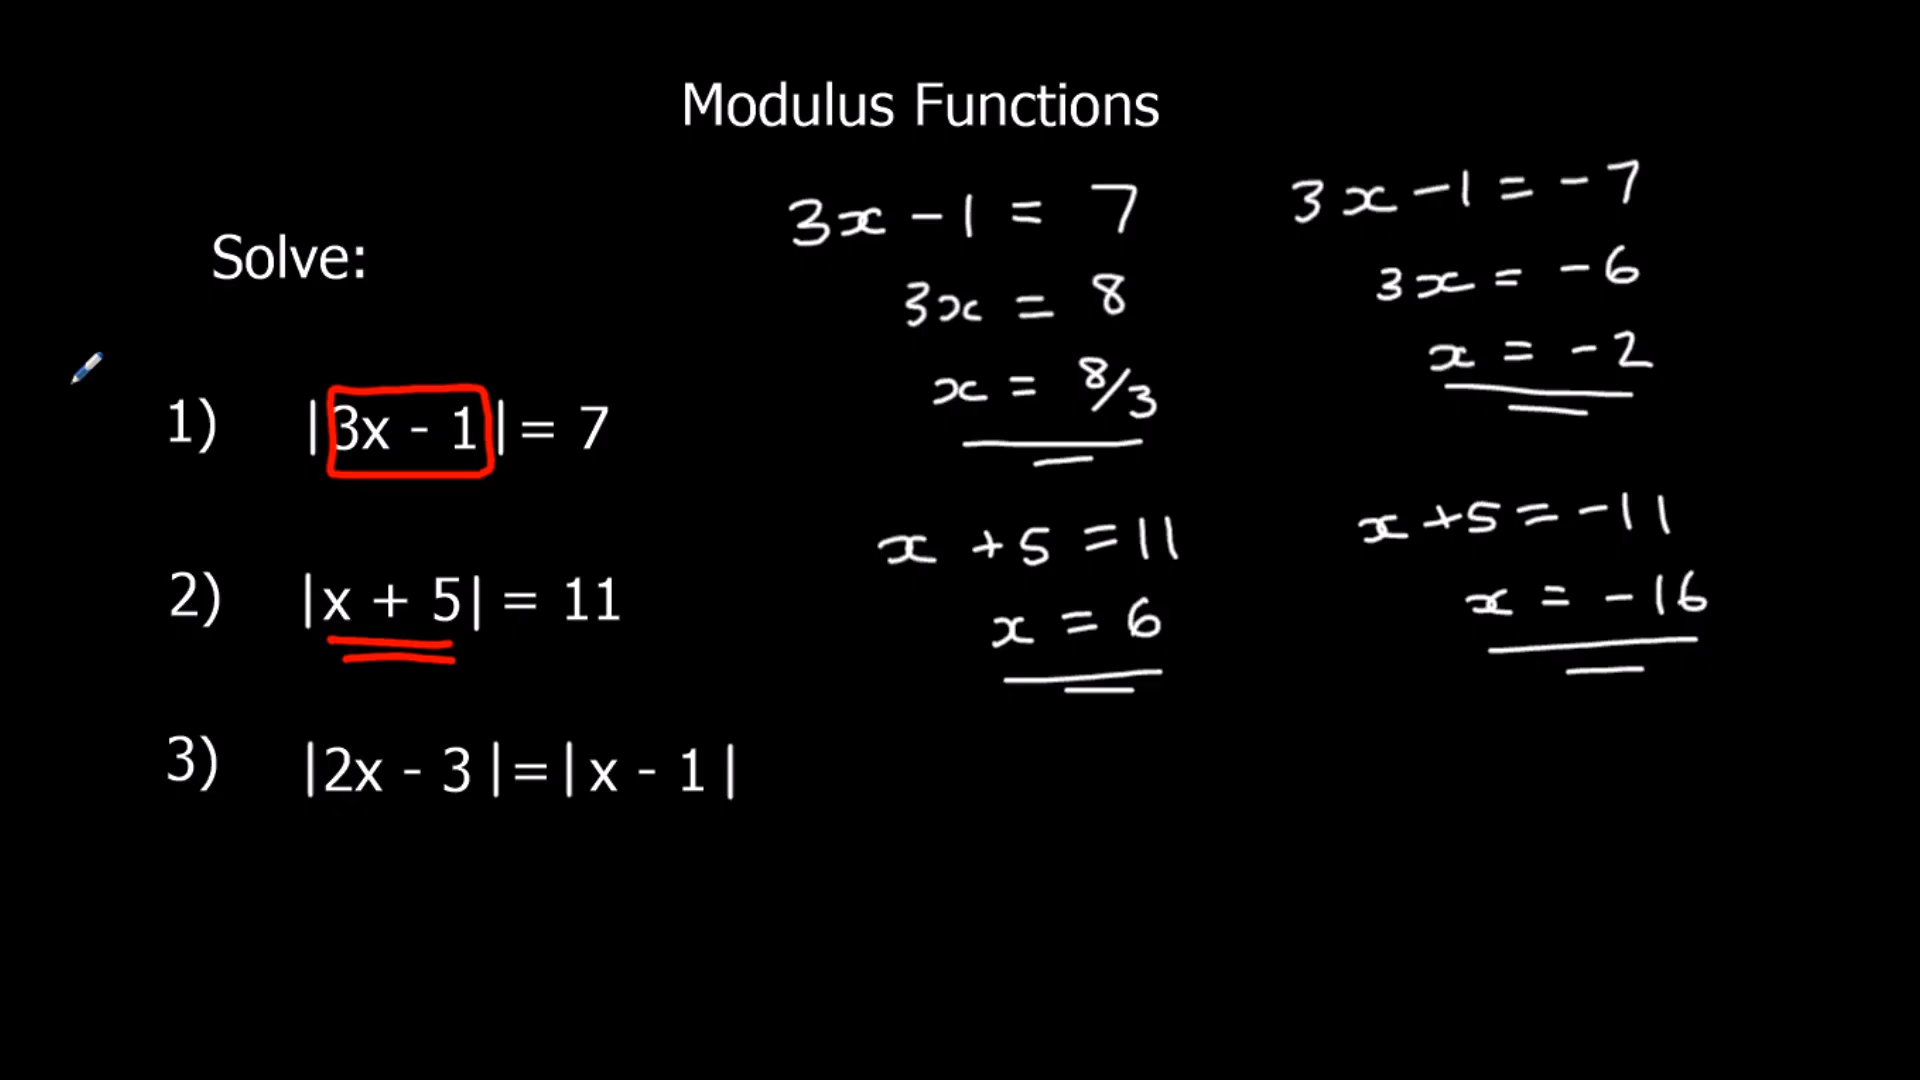 Modulus Functions
Solve:
1) |3x - 1| = 7
3x - 1 = 7
3x = 8
x = 8/3
3x - 1 = - 7
3x = - 6
x = - 2
2) |x + 5| = 11
x + 5 = 11
x = 6
x + 5 = - 11
x = - 16
3) |2x - 3| = |x - 1|